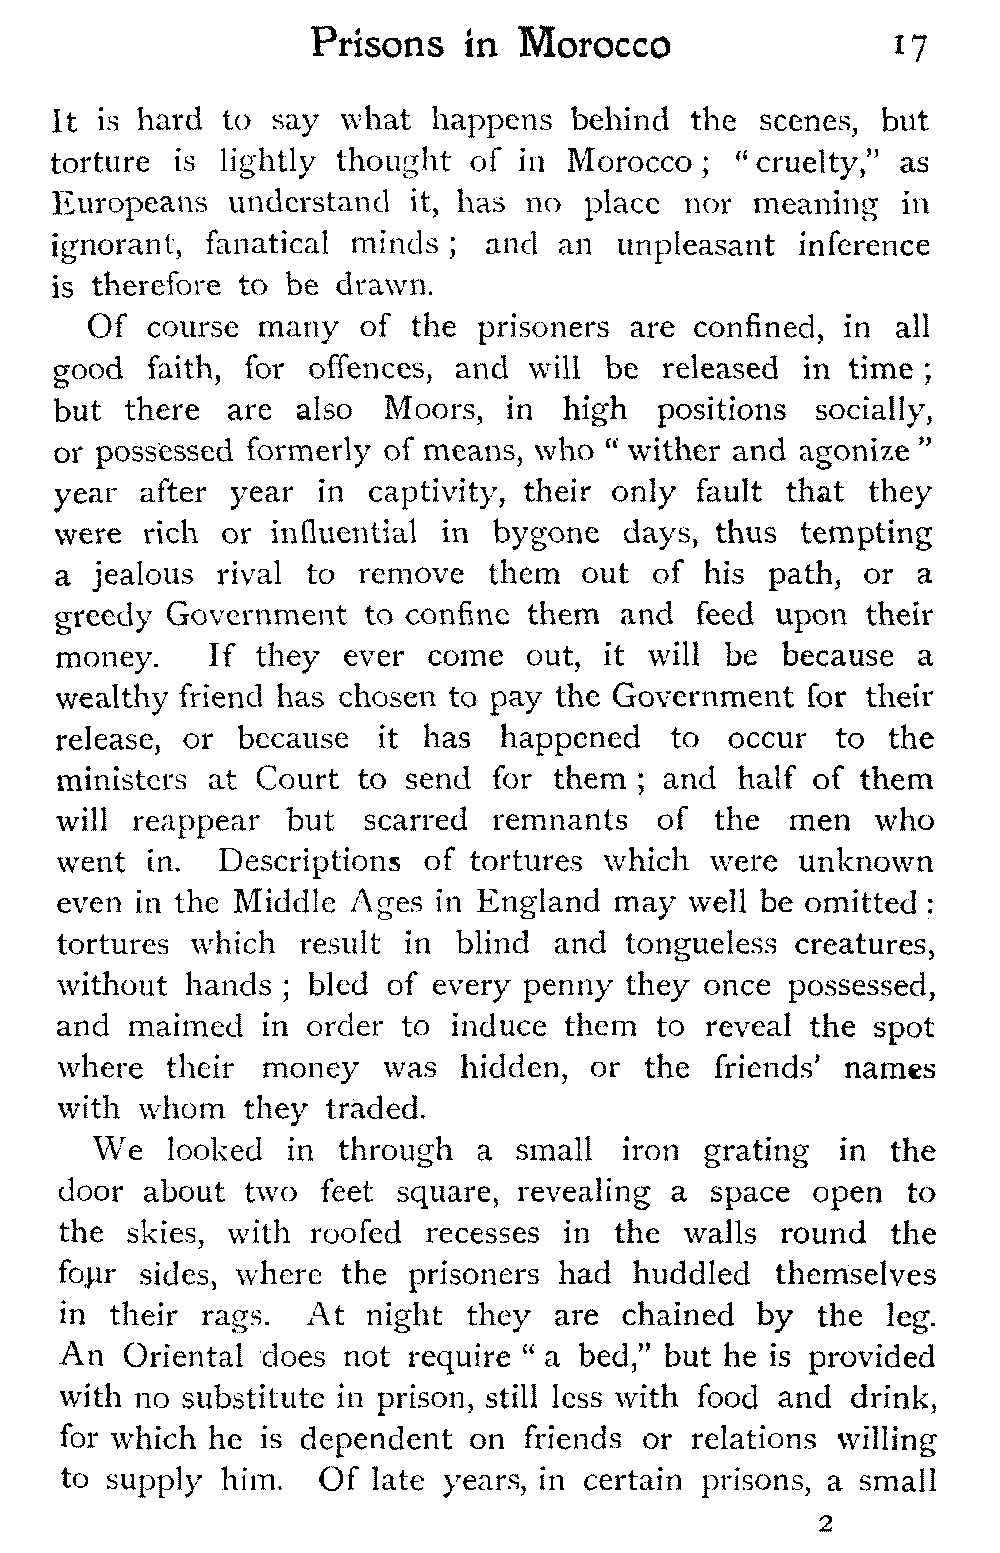 Prisons in Morocco 17
It is hard to say what happens behind the scenes, but
torture is lightly thought of in Morocco ; “ cruelty,” as
Europeans understand it, has no place nor meaning in
ignorant, fanatical minds ; and an unpleasant inference
is therefore to be drawn.
Of course many of the prisoners are confined, in all
good faith, for offences, and will be released in time ;
but there are also Moors, in high positions socially,
or possessed formerly of means, who “ wither and agonize ”
year after year in captivity, their only fault that they
were rich or influential in bygone days, thus tempting
a jealous rival to remove them out of his path, or a
greedy Government to confine them and feed upon their
money. If they ever come out, it will be because a
wealthy friend has chosen to pay the Government for their
release, or because it has happened to occur to the
ministers at Court to send for them ; and half of them
will reappear but scarred remnants of the men who
went in. Descriptions of tortures which were unknown
even in the Middle Ages in England may well be omitted :
tortures which result in blind and tongueless creatures,
without hands ; bled of every penny they once possessed,
and maimed in order to induce them to reveal the spot
where their money was hidden, or the friends’ names
with whom they traded.
We looked in through a small iron grating in the
door about two feet square, revealing a space open to
the skies, with roofed recesses in the walls round the
four sides, where the prisoners had huddled themselves
in their rags. At night they are chained by the leg.
An Oriental does not require “ a bed,” but he is provided
with no substitute in prison, still less with food and drink,
for which he is dependent on friends or relations willing
to supply him. Of late years, in certain prisons, a small
2